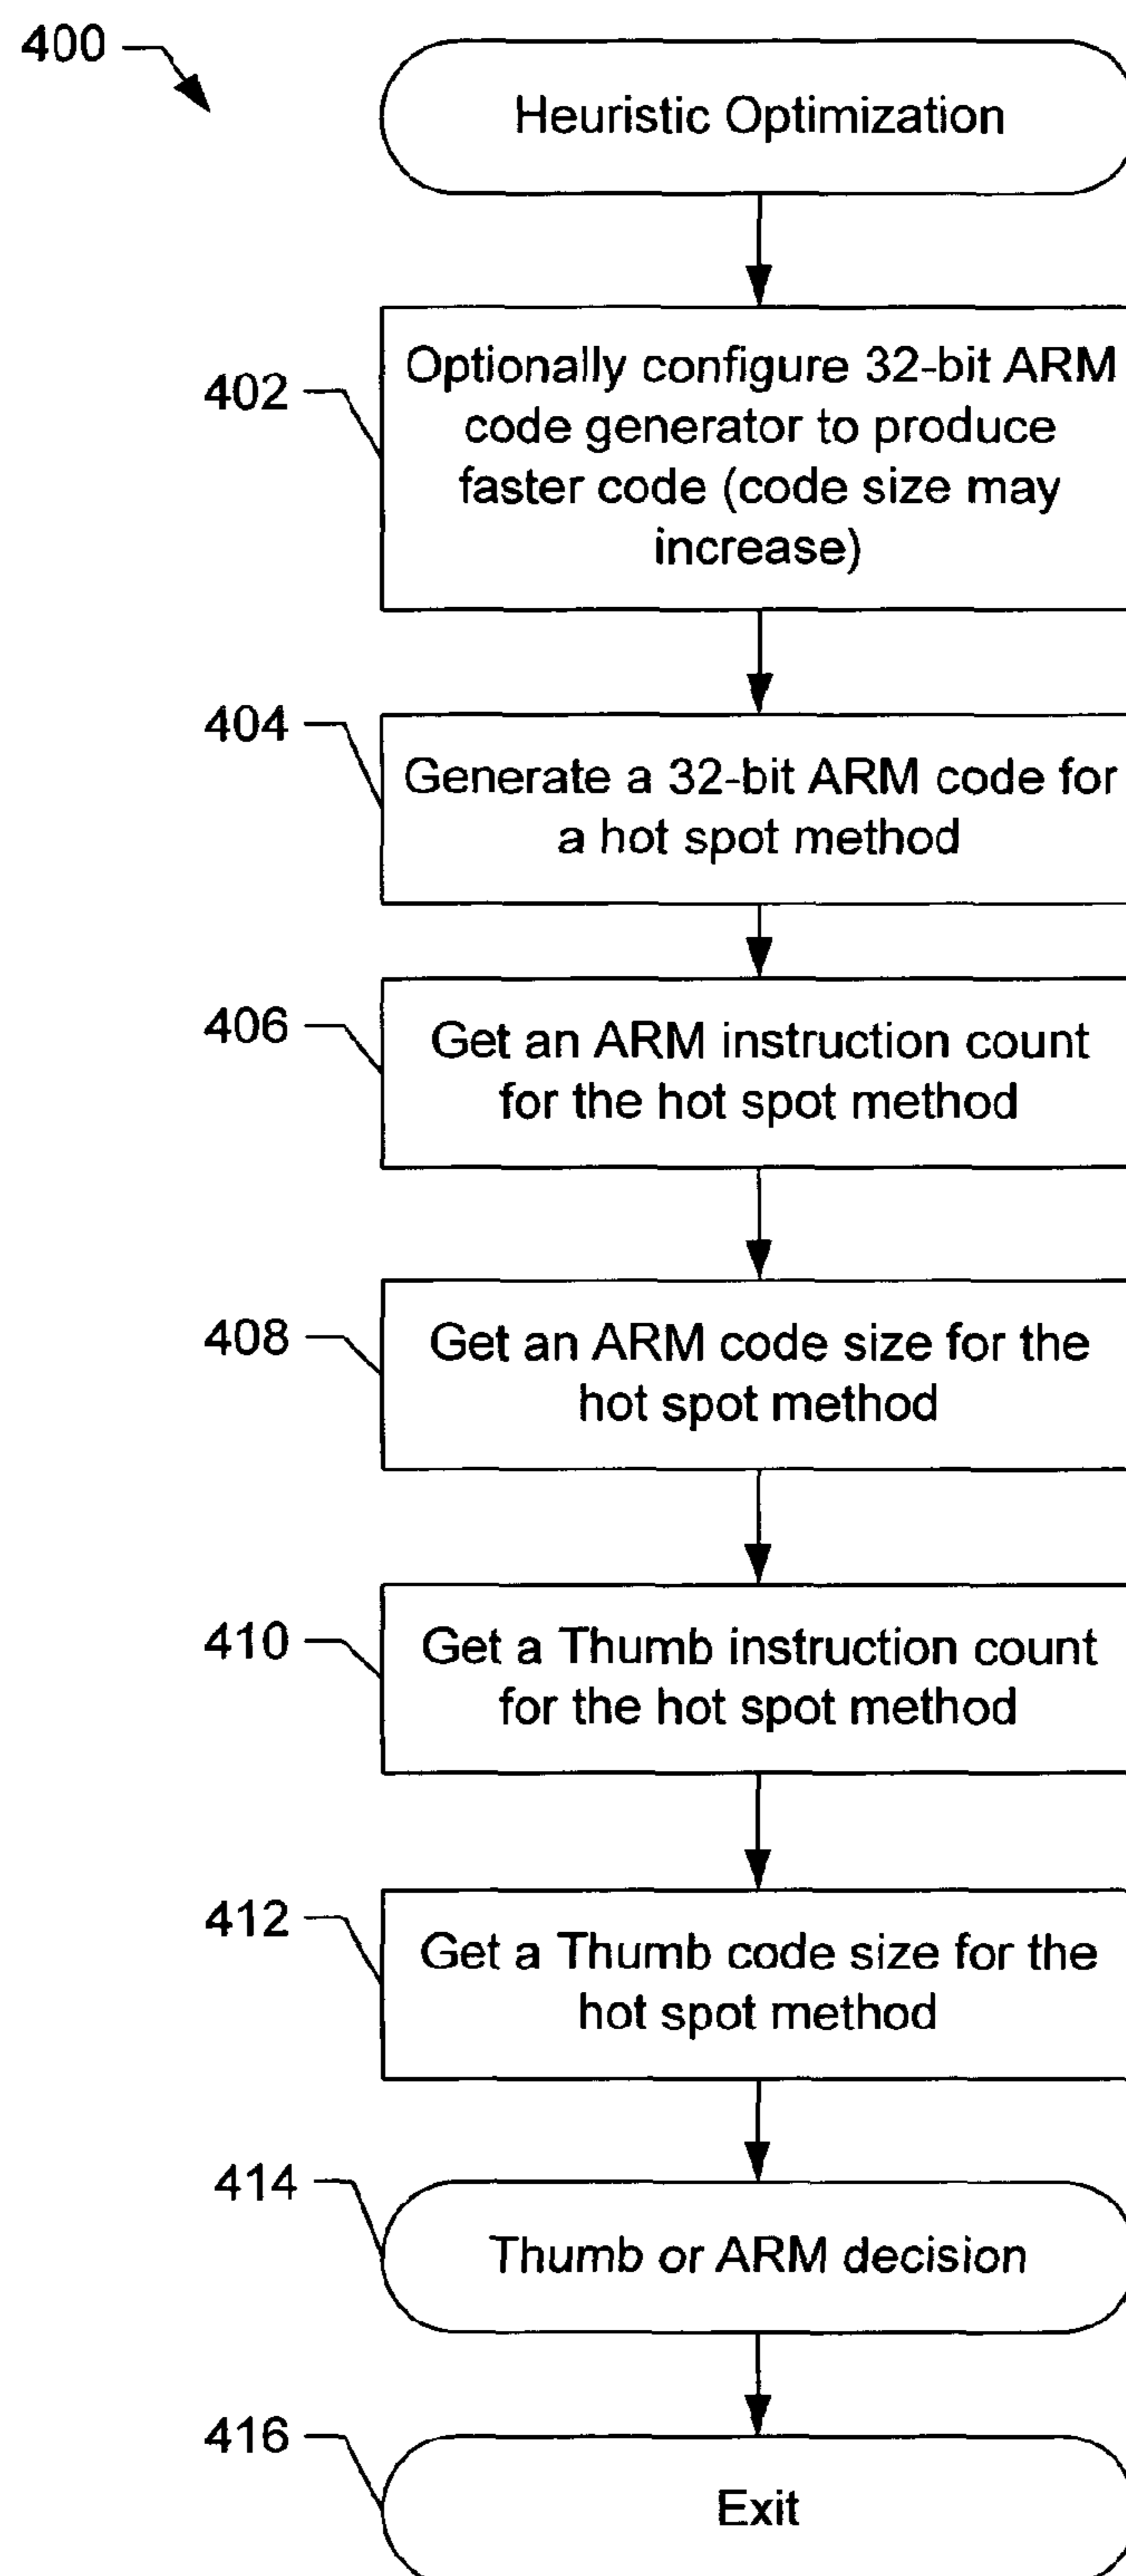 400
Heuristic Optimization
402
Optionally configure 32-bit ARM
code generator to produce
faster code (code size may
increase)
404
Generate a 32-bit ARM code for
a hot spot method
406
Get an ARM instruction count
for the hot spot method
408
Get an ARM code size for the
hot spot method
410
Get a Thumb instruction count
for the hot spot method
412
Get a Thumb code size for the
hot spot method
414
Thumb or ARM decision
416
Exit